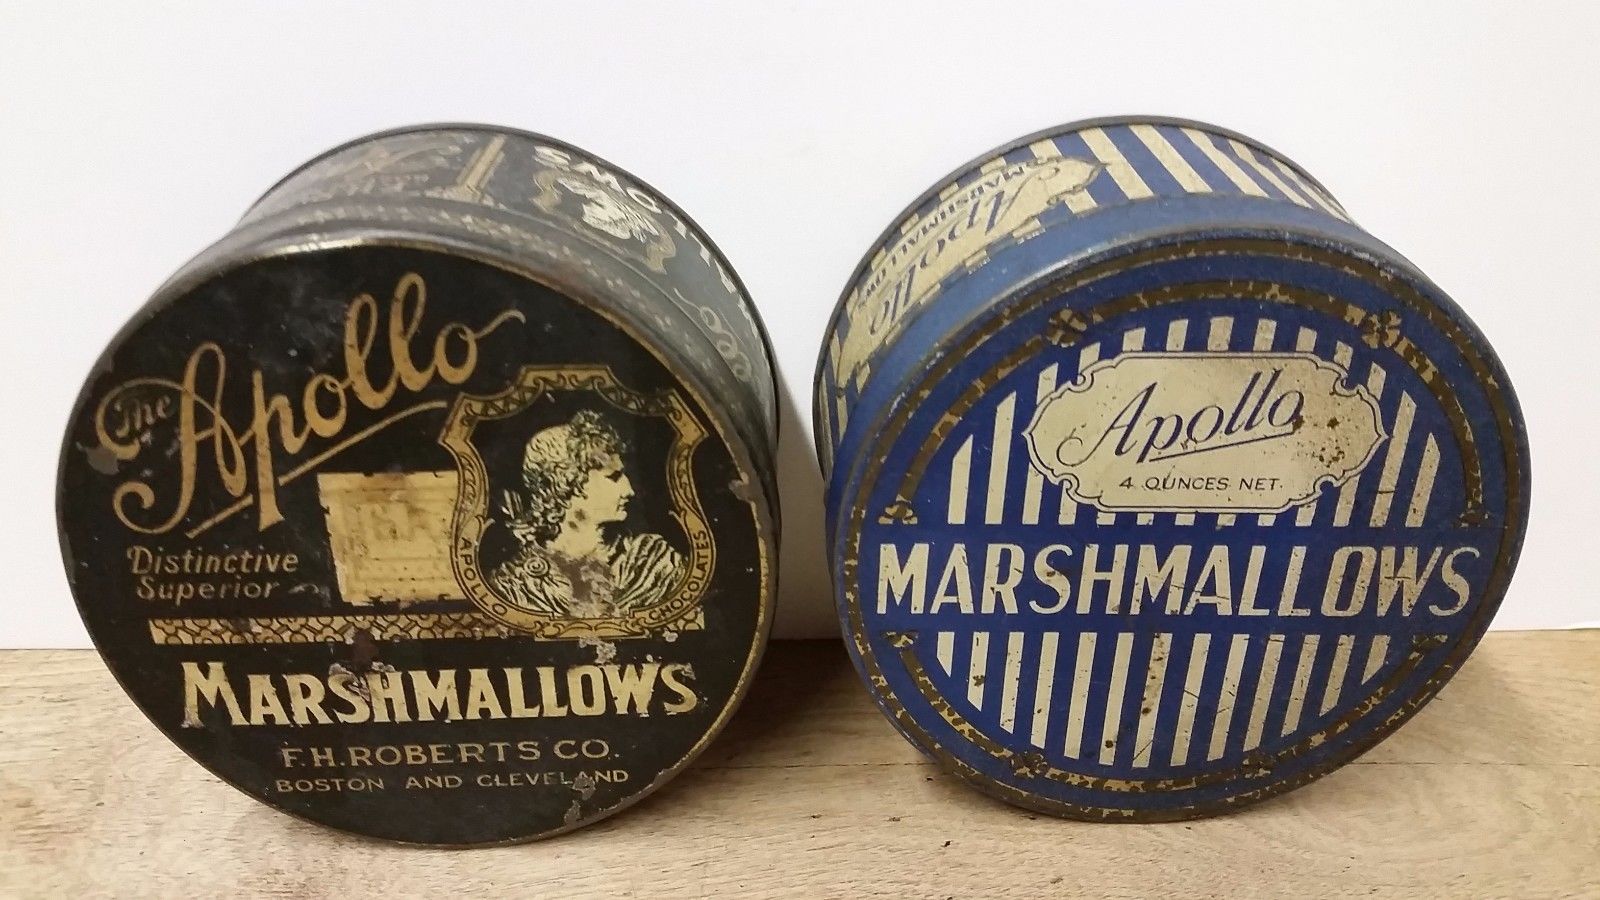 The Apollo
Distinctive
Superior
APOLLO CHOCOLATES
MARSHMALLOWS
F.H. ROBERTS CO.
BOSTON AND CLEVELAND
MARSHMALLOWS
Apollo
Apollo
4 OUNCES NET.
MARSHMALLOWS